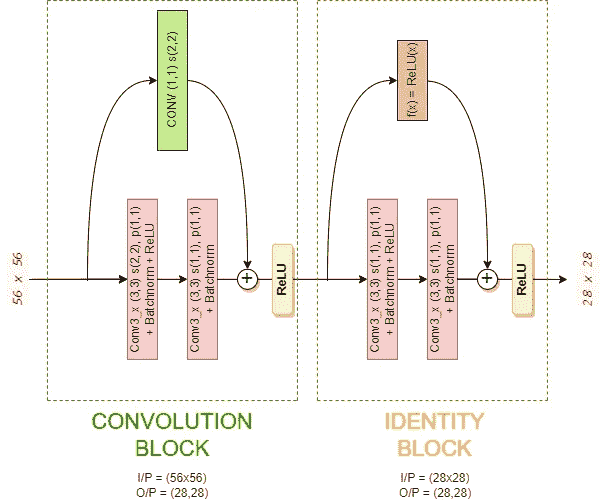 CONV (1,1) s(2,2)
f(x) = ReLU(x)
56 x 56
Conv3_x (3,3) s(2,2), p(1,1)
+ Batchnorm + ReLU
Conv3_x (3,3) s(1,1), p(1,1)
+ Batchnorm
+
ReLU
Conv3_x (3,3) s(1,1), p(1,1)
+ Batchnorm + ReLU
Conv3_x (3,3) s(1,1), p(1,1)
+ Batchnorm
+
ReLU
28 x 28
CONVOLUTION
BLOCK
I/P = (56x56)
O/P = (28,28)
IDENTITY
BLOCK
I/P = (28x28)
O/P = (28,28)